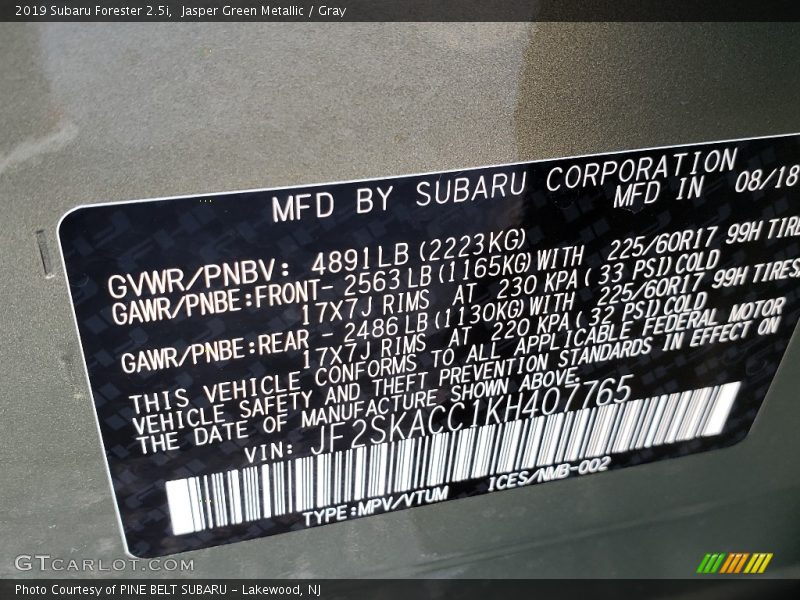 2019 Subaru Forester 2.5i,  Jasper Green Metallic / Gray
MFD BY SUBARU CORPORATION
MFD IN 08/18
GVWR/PNBV: 4891LB (2223KG)
GAWR/PNBE:FRONT- 2563LB (1165KG) WITH 225/60R17 99H TIRE
17X7J RIMS AT 230 KPA ( 33 PSI) COLD
GAWR/PNBE:REAR - 2486LB (1130KG) WITH 225/60R17 99H TIRES
17X7J RIMS AT 220 KPA ( 32 PSI) COLD
THIS VEHICLE CONFORMS TO ALL APPLICABLE FEDERAL MOTOR
VEHICLE SAFETY AND THEFT PREVENTION STANDARDS IN EFFECT ON
THE DATE OF MANUFACTURE SHOWN ABOVE.
VIN: JF2SKACC1KH407765
TYPE:MPV/VTUM ICES/NMB-002
GTCARLOT.COM
Photo Courtesy of PINE BELT SUBARU - Lakewood, NJ